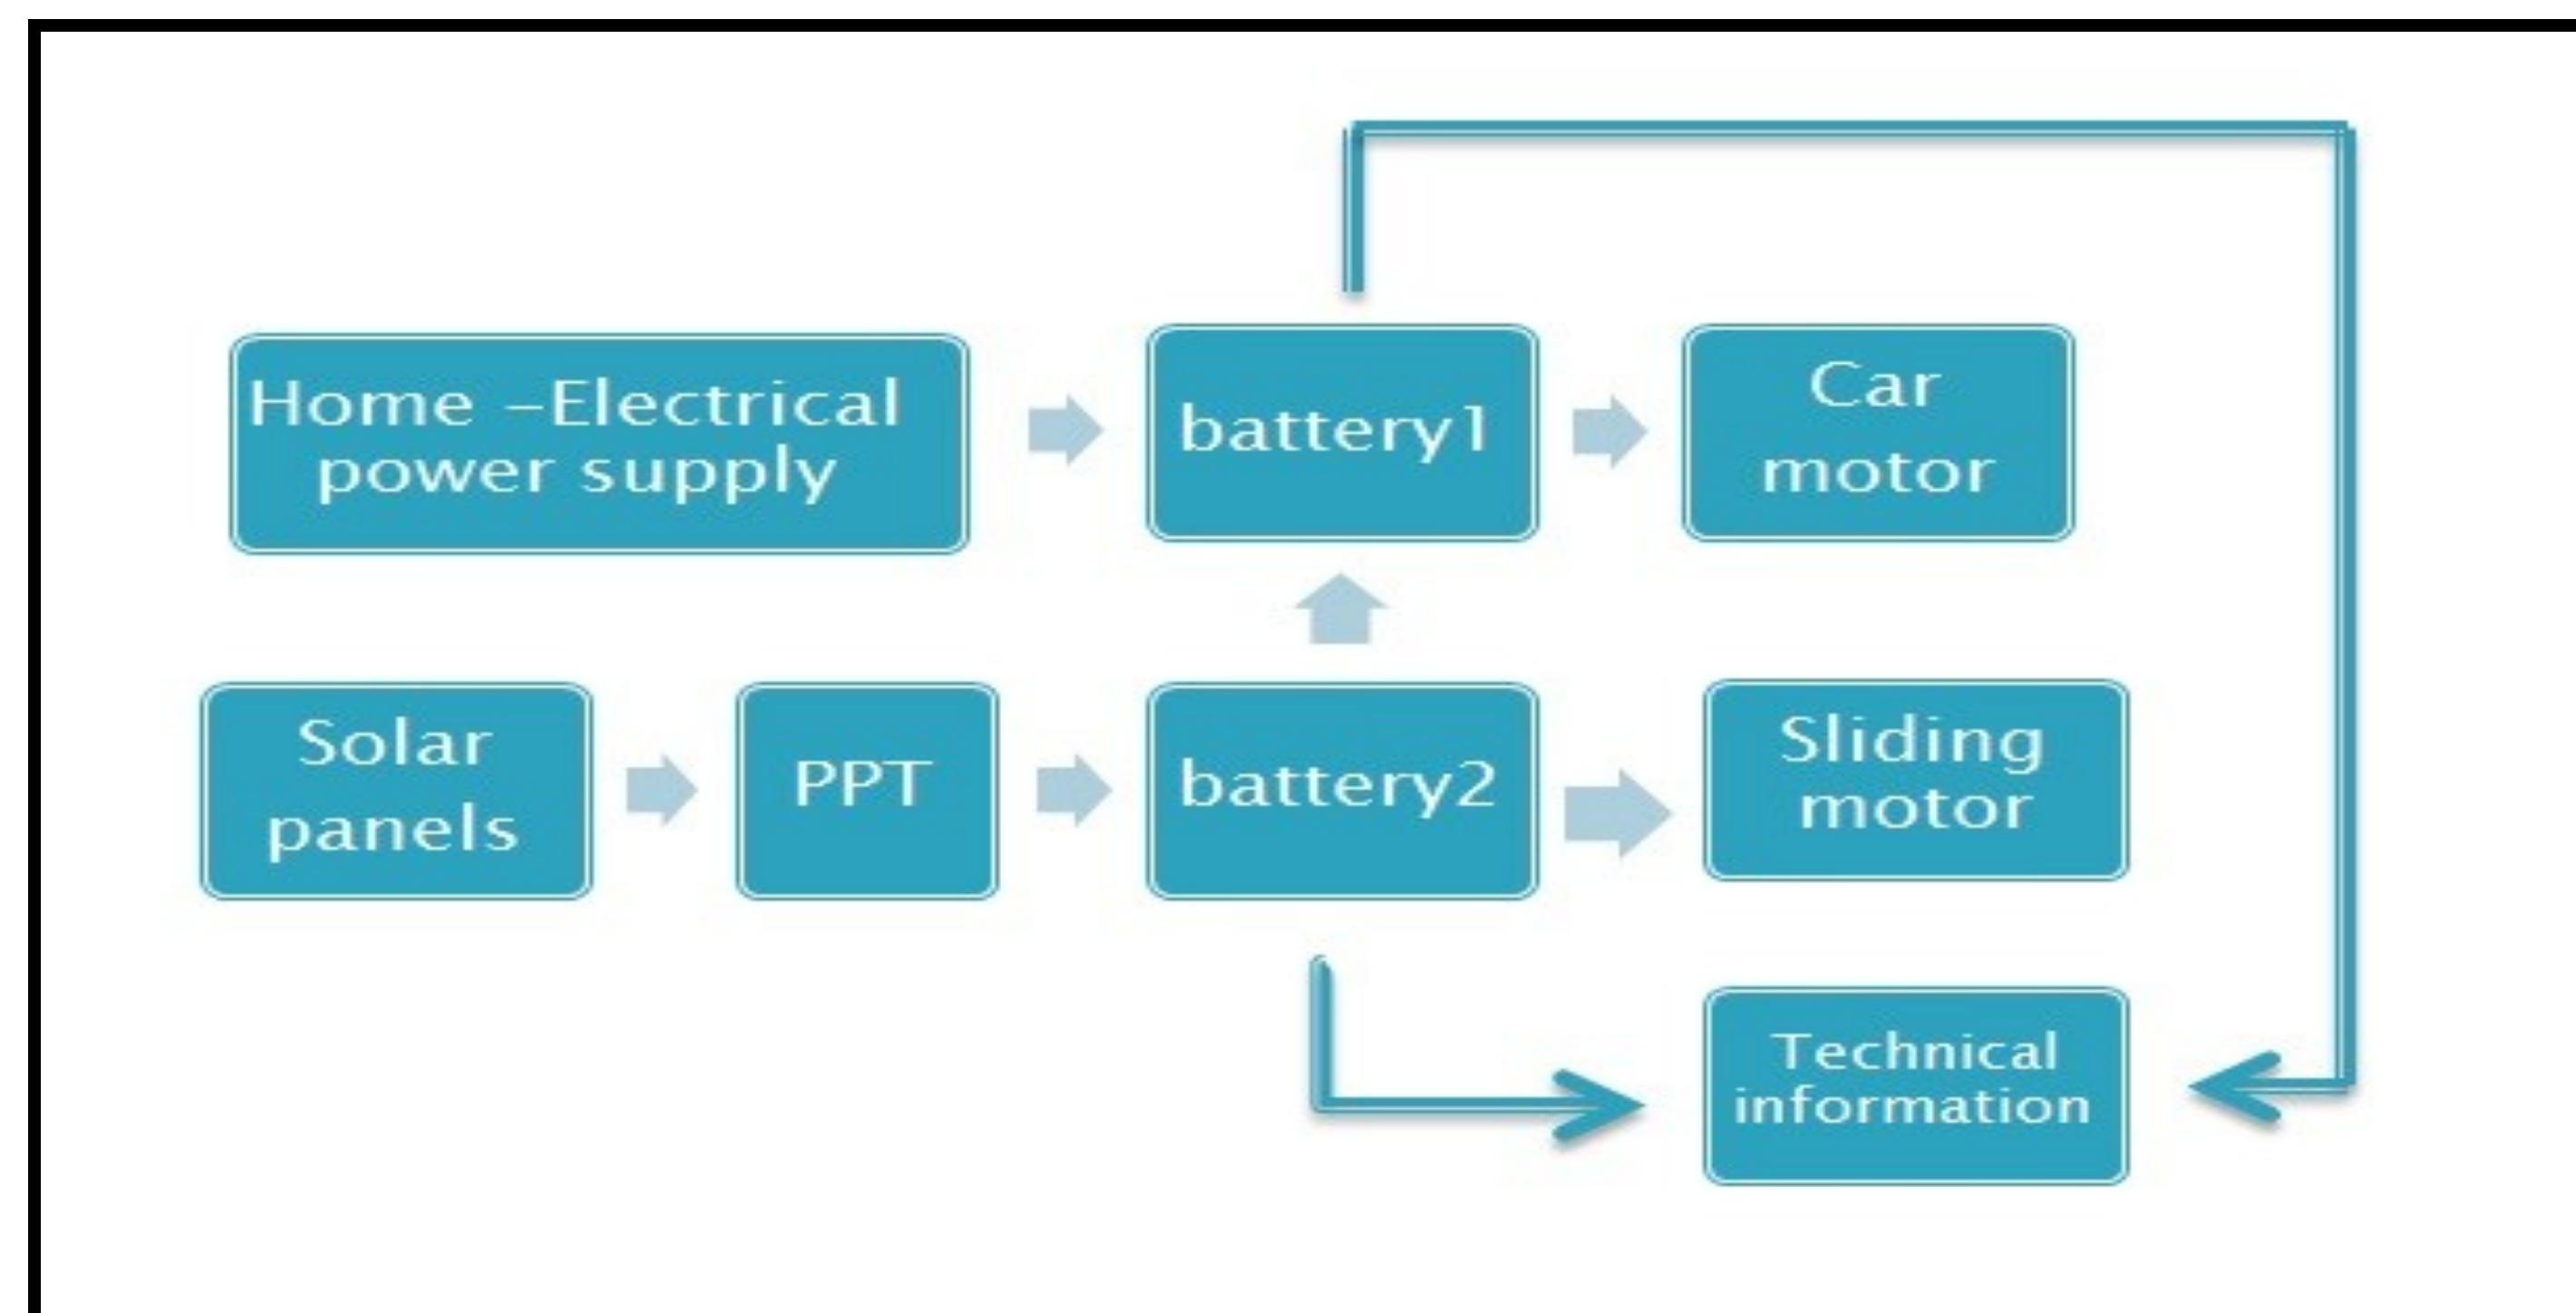 Home –Electrical
power supply
battery1
Car
motor
Solar
panels
PPT
battery2
Sliding
motor
Technical
information